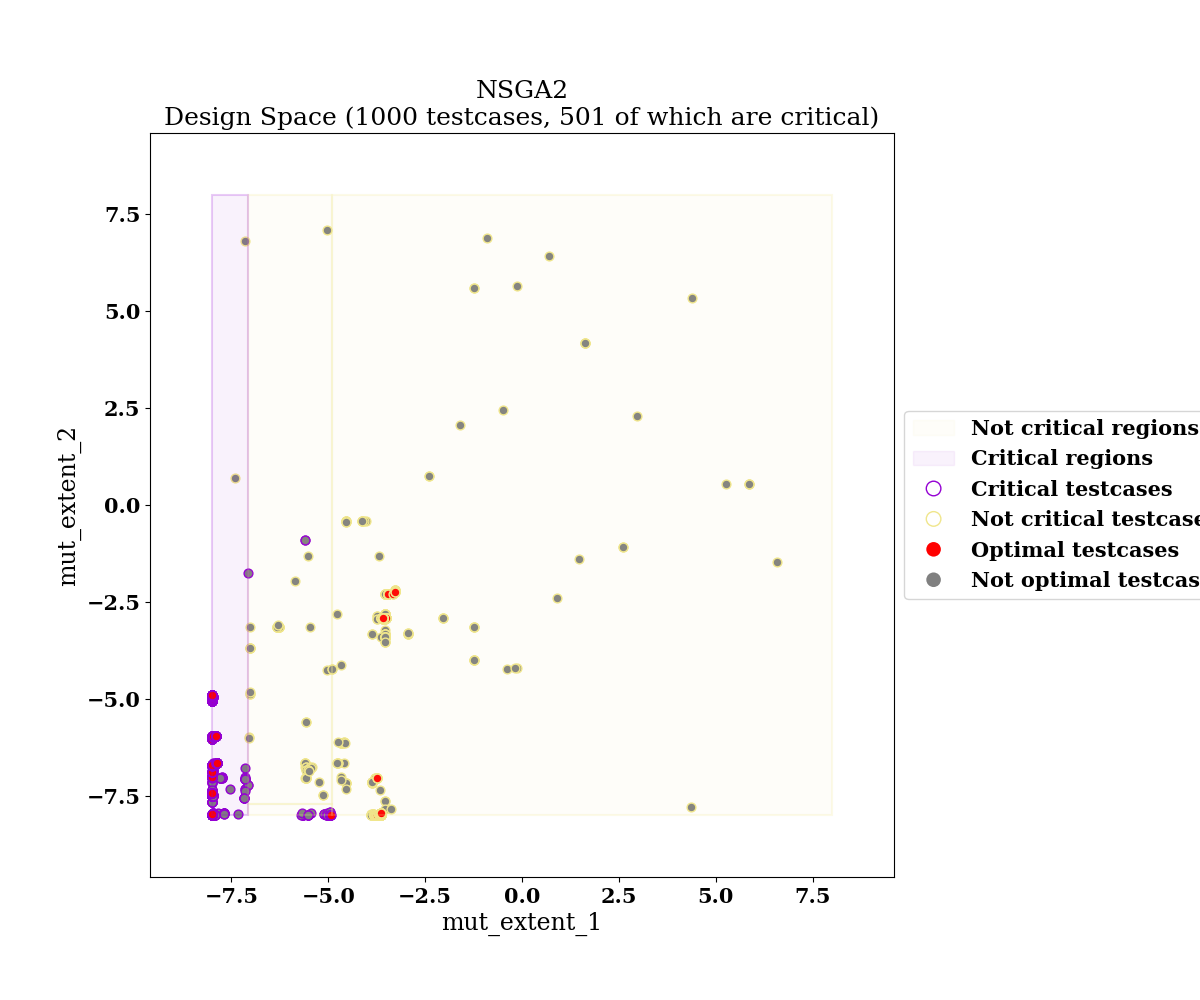 NSGA2
Design Space (1000 testcases, 501 of which are critical)
7.5
5.0
2.5
0.0
−2.5
−5.0
−7.5
mut_extent_2
−7.5 −5.0 −2.5 0.0 2.5 5.0 7.5
mut_extent_1
Not critical regions
Critical regions
Critical testcases
Not critical testcase
Optimal testcases
Not optimal testcas